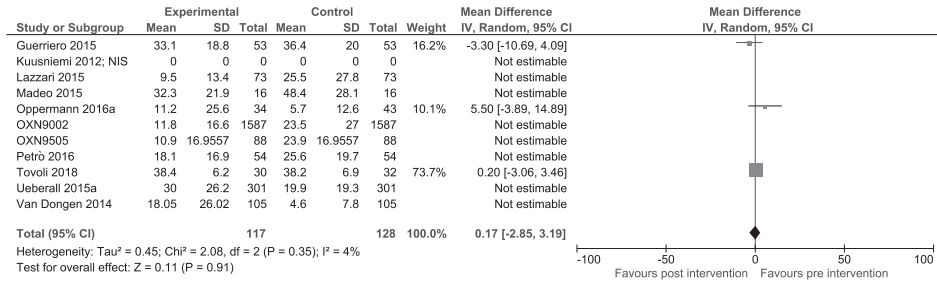 Experimental Control Mean Difference Mean Difference
Study or Subgroup Mean SD Total Mean SD Total Weight IV, Random, 95% CI IV, Random, 95% CI
Guerriero 2015 33.1 18.8 53 36.4 20 53 16.2% -3.30 [-10.69, 4.09]
Kuusniemi 2012; NIS 0 0 0 0 0 0 Not estimable
Lazzari 2015 9.5 13.4 73 25.5 27.8 73 Not estimable
Madeo 2015 32.3 21.9 16 48.4 28.1 16 Not estimable
Oppermann 2016a 11.2 25.6 34 5.7 12.6 43 10.1% 5.50 [-3.89, 14.89]
OXN9002 11.8 16.6 1587 23.5 27 1587 Not estimable
OXN9505 10.9 16.9557 88 23.9 16.9557 88 Not estimable
Petrò 2016 18.1 16.9 54 25.6 19.7 54 Not estimable
Tovoli 2018 38.4 6.2 30 38.2 6.9 32 73.7% 0.20 [-3.06, 3.46]
Ueberall 2015a 30 26.2 301 19.9 19.3 301 Not estimable
Van Dongen 2014 18.05 26.02 105 4.6 7.8 105 Not estimable
Total (95% CI) 117 128 100.0% 0.17 [-2.85, 3.19]
Heterogeneity: Tau² = 0.45; Chi² = 2.08, df = 2 (P = 0.35); I² = 4%
Test for overall effect: Z = 0.11 (P = 0.91)
-100 -50 0 50 100
Favours post intervention Favours pre intervention